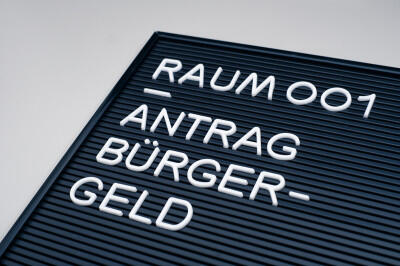 RAUM 001
—
ANTRAG
BÜRGER-
GELD